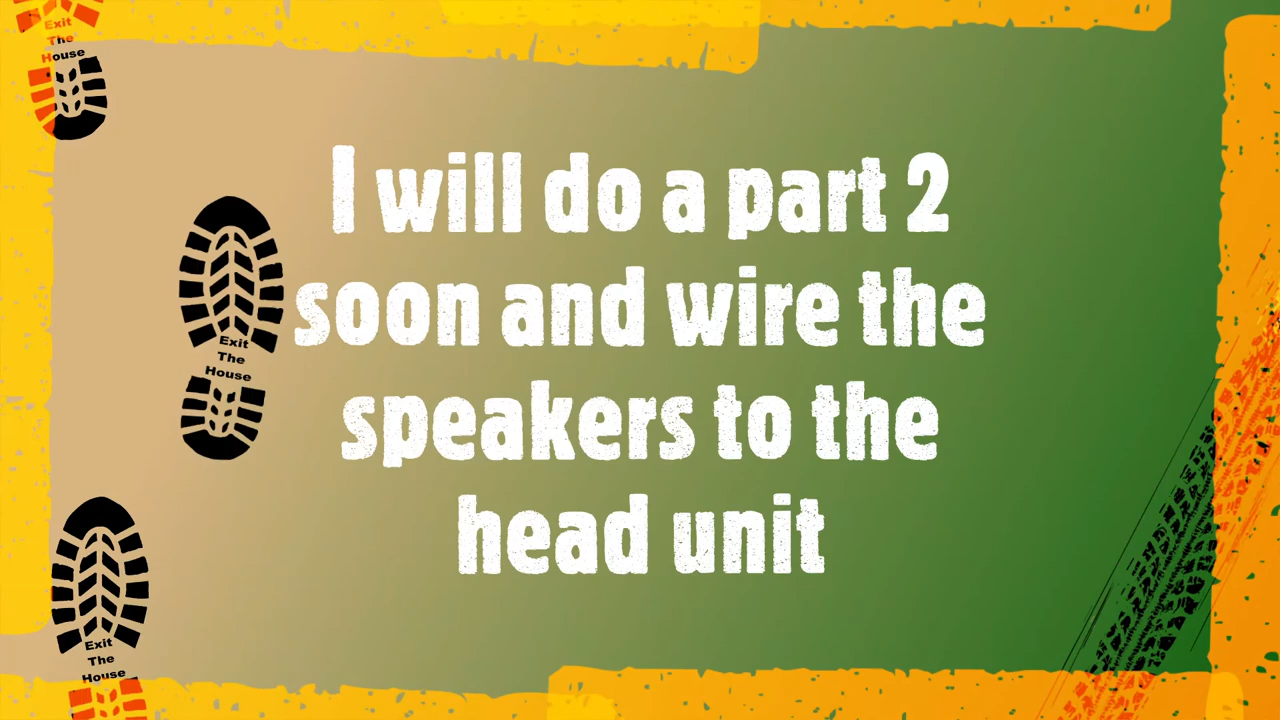 Exit
The
House
I will do a part 2
soon and wire the
speakers to the
head unit
Exit
The
House
Exit
The
House